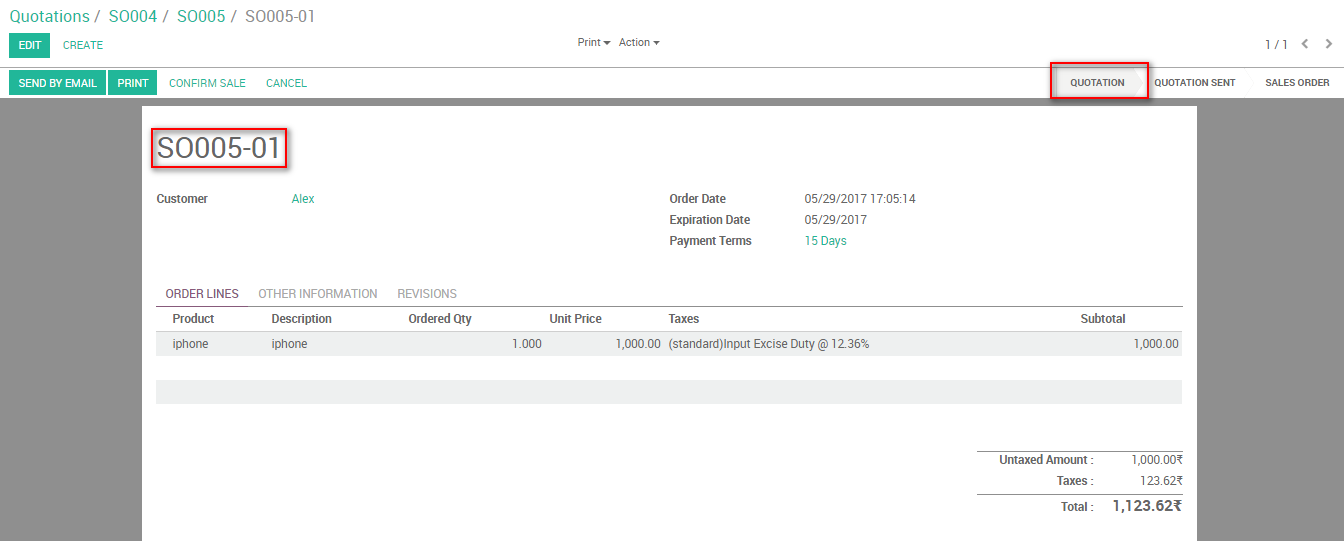 Quotations / SO004 / SO005 / SO005-01
EDIT CREATE Print Action 1 / 1
SEND BY EMAIL PRINT CONFIRM SALE CANCEL QUOTATION QUOTATION SENT SALES ORDER
SO005-01
Customer Alex Order Date 05/29/2017 17:05:14
Expiration Date 05/29/2017
Payment Terms 15 Days
ORDER LINES OTHER INFORMATION REVISIONS
Product Description Ordered Qty Unit Price Taxes Subtotal
iphone iphone 1.000 1,000.00 (standard)Input Excise Duty @ 12.36% 1,000.00
Untaxed Amount : 1,000.00₹
Taxes : 123.62₹
Total : 1,123.62₹